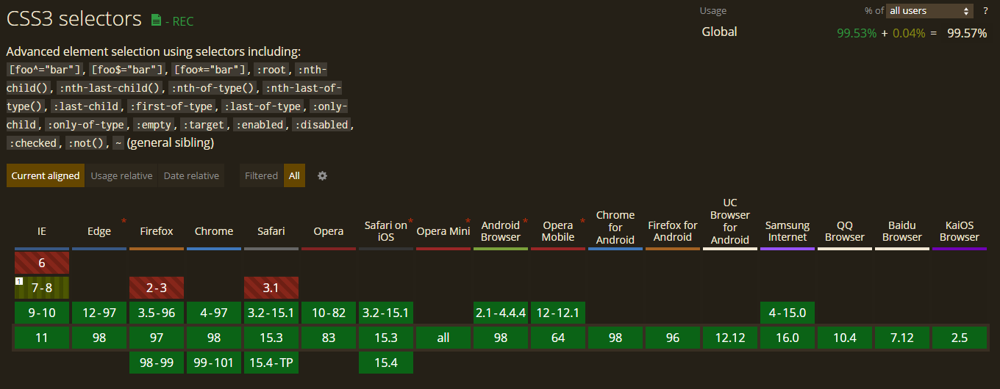 CSS3 selectors - REC
Usage % of all users ?
Global 99.53% + 0.04% = 99.57%
Advanced element selection using selectors including:
[foo^="bar"], [foo$="bar"], [foo*="bar"], :root, :nth-
child(), :nth-last-child(), :nth-of-type(), :nth-last-of-
type(), :last-child, :first-of-type, :last-of-type, :only-
child, :only-of-type, :empty, :target, :enabled, :disabled,
:checked, :not(), ~ (general sibling)
Current aligned Usage relative Date relative Filtered All
IE
Edge *
Firefox
Chrome
Safari
Opera
Safari on *
iOS
Opera Mini *
Android *
Browser
Opera *
Mobile
Chrome
for
Android
Firefox for
Android
UC
Browser
for
Android
Samsung
Internet
QQ
Browser
Baidu
Browser
KaiOS
Browser
6
1 7-8 2-3 3.1
9-10 12-97 3.5-96 4-97 3.2-15.1 10-82 3.2-15.1 2.1-4.4.4 12-12.1 4-15.0
11 98 97 98 15.3 83 15.3 all 98 64 98 96 12.12 16.0 10.4 7.12 2.5
98-99 99-101 15.4-TP 15.4